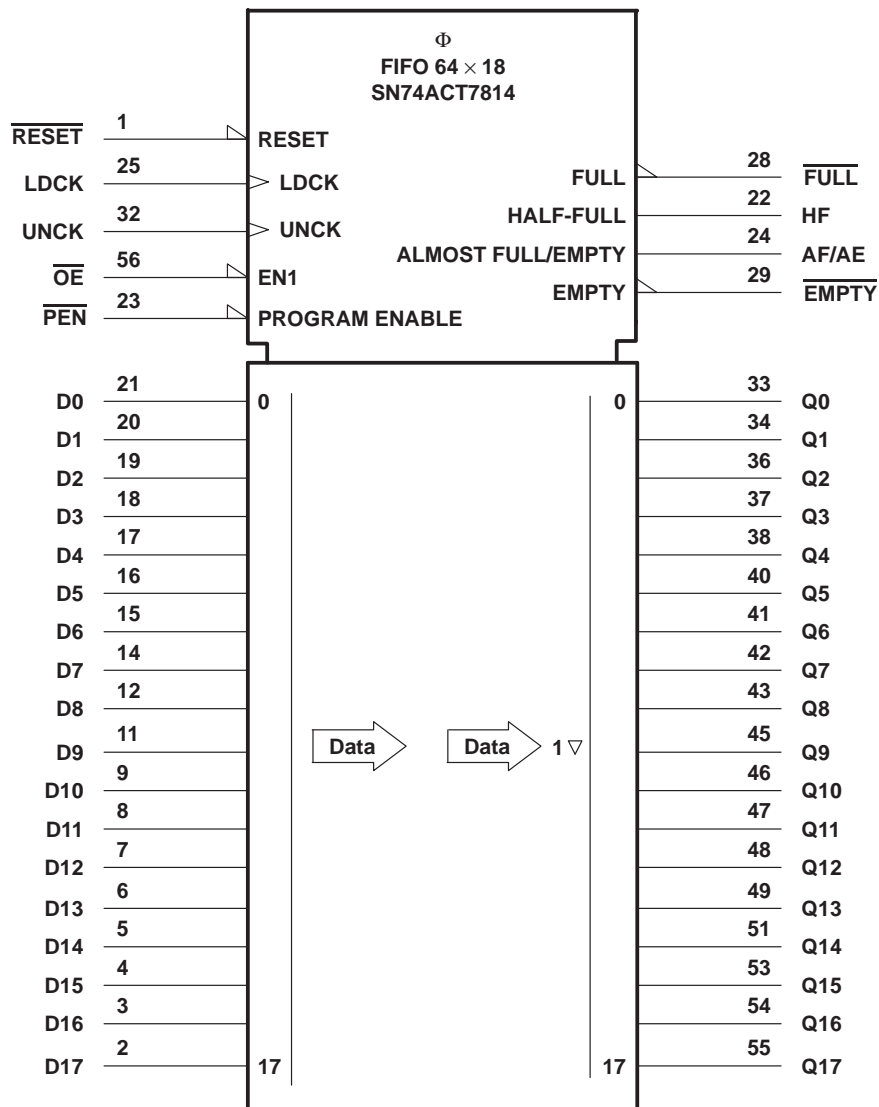 Φ
FIFO 64 × 18
SN74ACT7814
RESET 1 RESET
LDCK 25 LDCK
UNCK 32 UNCK
OE 56 EN1
PEN 23 PROGRAM ENABLE
FULL 28 FULL
HALF-FULL 22 HF
ALMOST FULL/EMPTY 24 AF/AE
EMPTY 29 EMPTY
D0 21 0 0 33 Q0
D1 20 34 Q1
D2 19 36 Q2
D3 18 37 Q3
D4 17 38 Q4
D5 16 40 Q5
D6 15 41 Q6
D7 14 42 Q7
D8 12 43 Q8
Data Data 1 ▽
D9 11 45 Q9
D10 9 46 Q10
D11 8 47 Q11
D12 7 48 Q12
D13 6 49 Q13
D14 5 51 Q14
D15 4 53 Q15
D16 3 54 Q16
D17 2 17 17 55 Q17